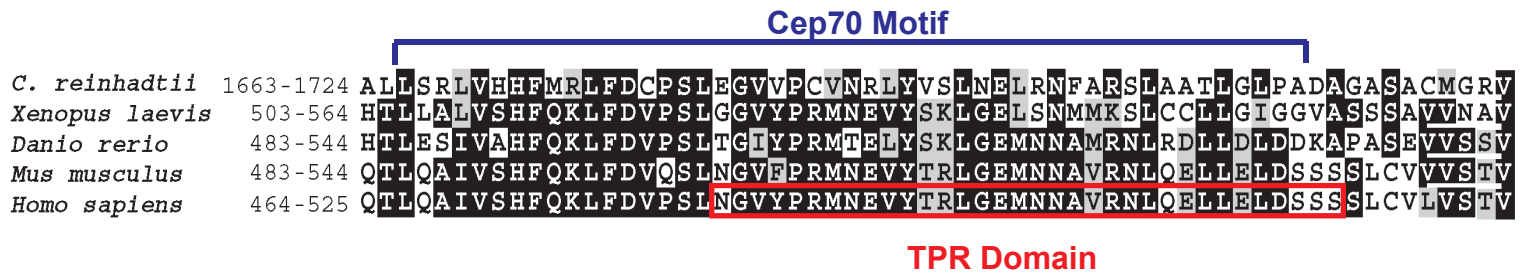 Cep70 Motif
C. reinhadtii 1663-1724 ALLSRLVHHFMRLFDCPSLEGVVPCVNRLYVSLNELRNFARSLAATLGLPADAGASACMGRV
Xenopus laevis 503-564 HTLLALVSHFQKLFDVPSLGGVYPRMNEVYSKLGELSNMMKSLCCLLGIGGVASSSAVVNAV
Danio rerio 483-544 HTLESIVAHFQKLFDVPSLTGIYPRMTELYSKLGEMNNAMRNLRDLLDLDDKAPASEVVSSV
Mus musculus 483-544 QTLQAIVSHFQKLFDVQSLNGVFPRMNEVYTRLGEMNNAVRNLQELLELDSSSSLCVVVSTV
Homo sapiens 464-525 QTLQAIVSHFQKLFDVPSLNGVYPRMNEVYTRLGEMNNAVRNLQELLELDSSSSLCVLVSTV
TPR Domain